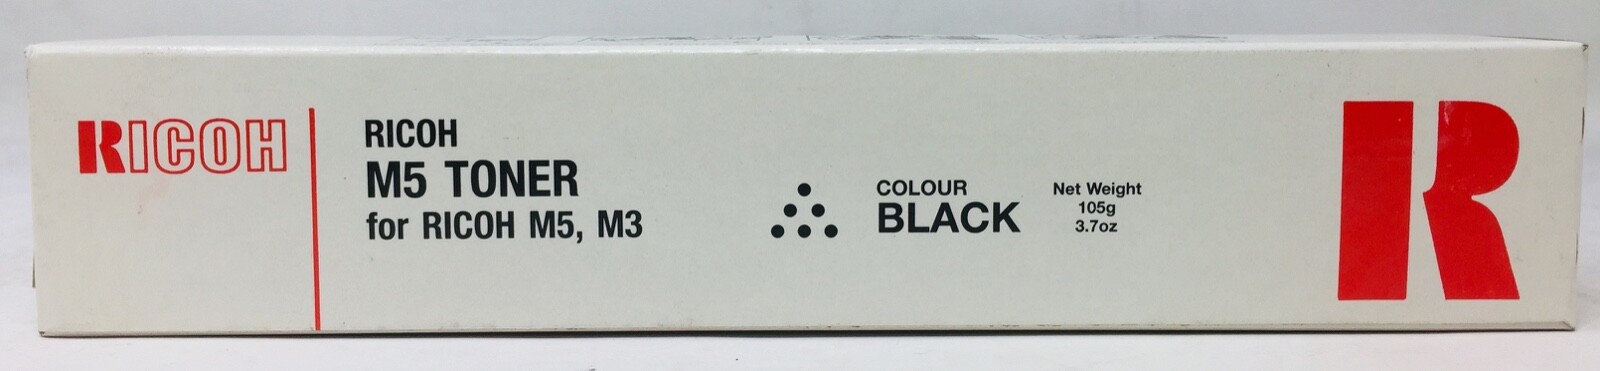 RICOH
RICOH
M5 TONER
for RICOH M5, M3
COLOUR
BLACK
Net Weight
105g
3.7oz
R